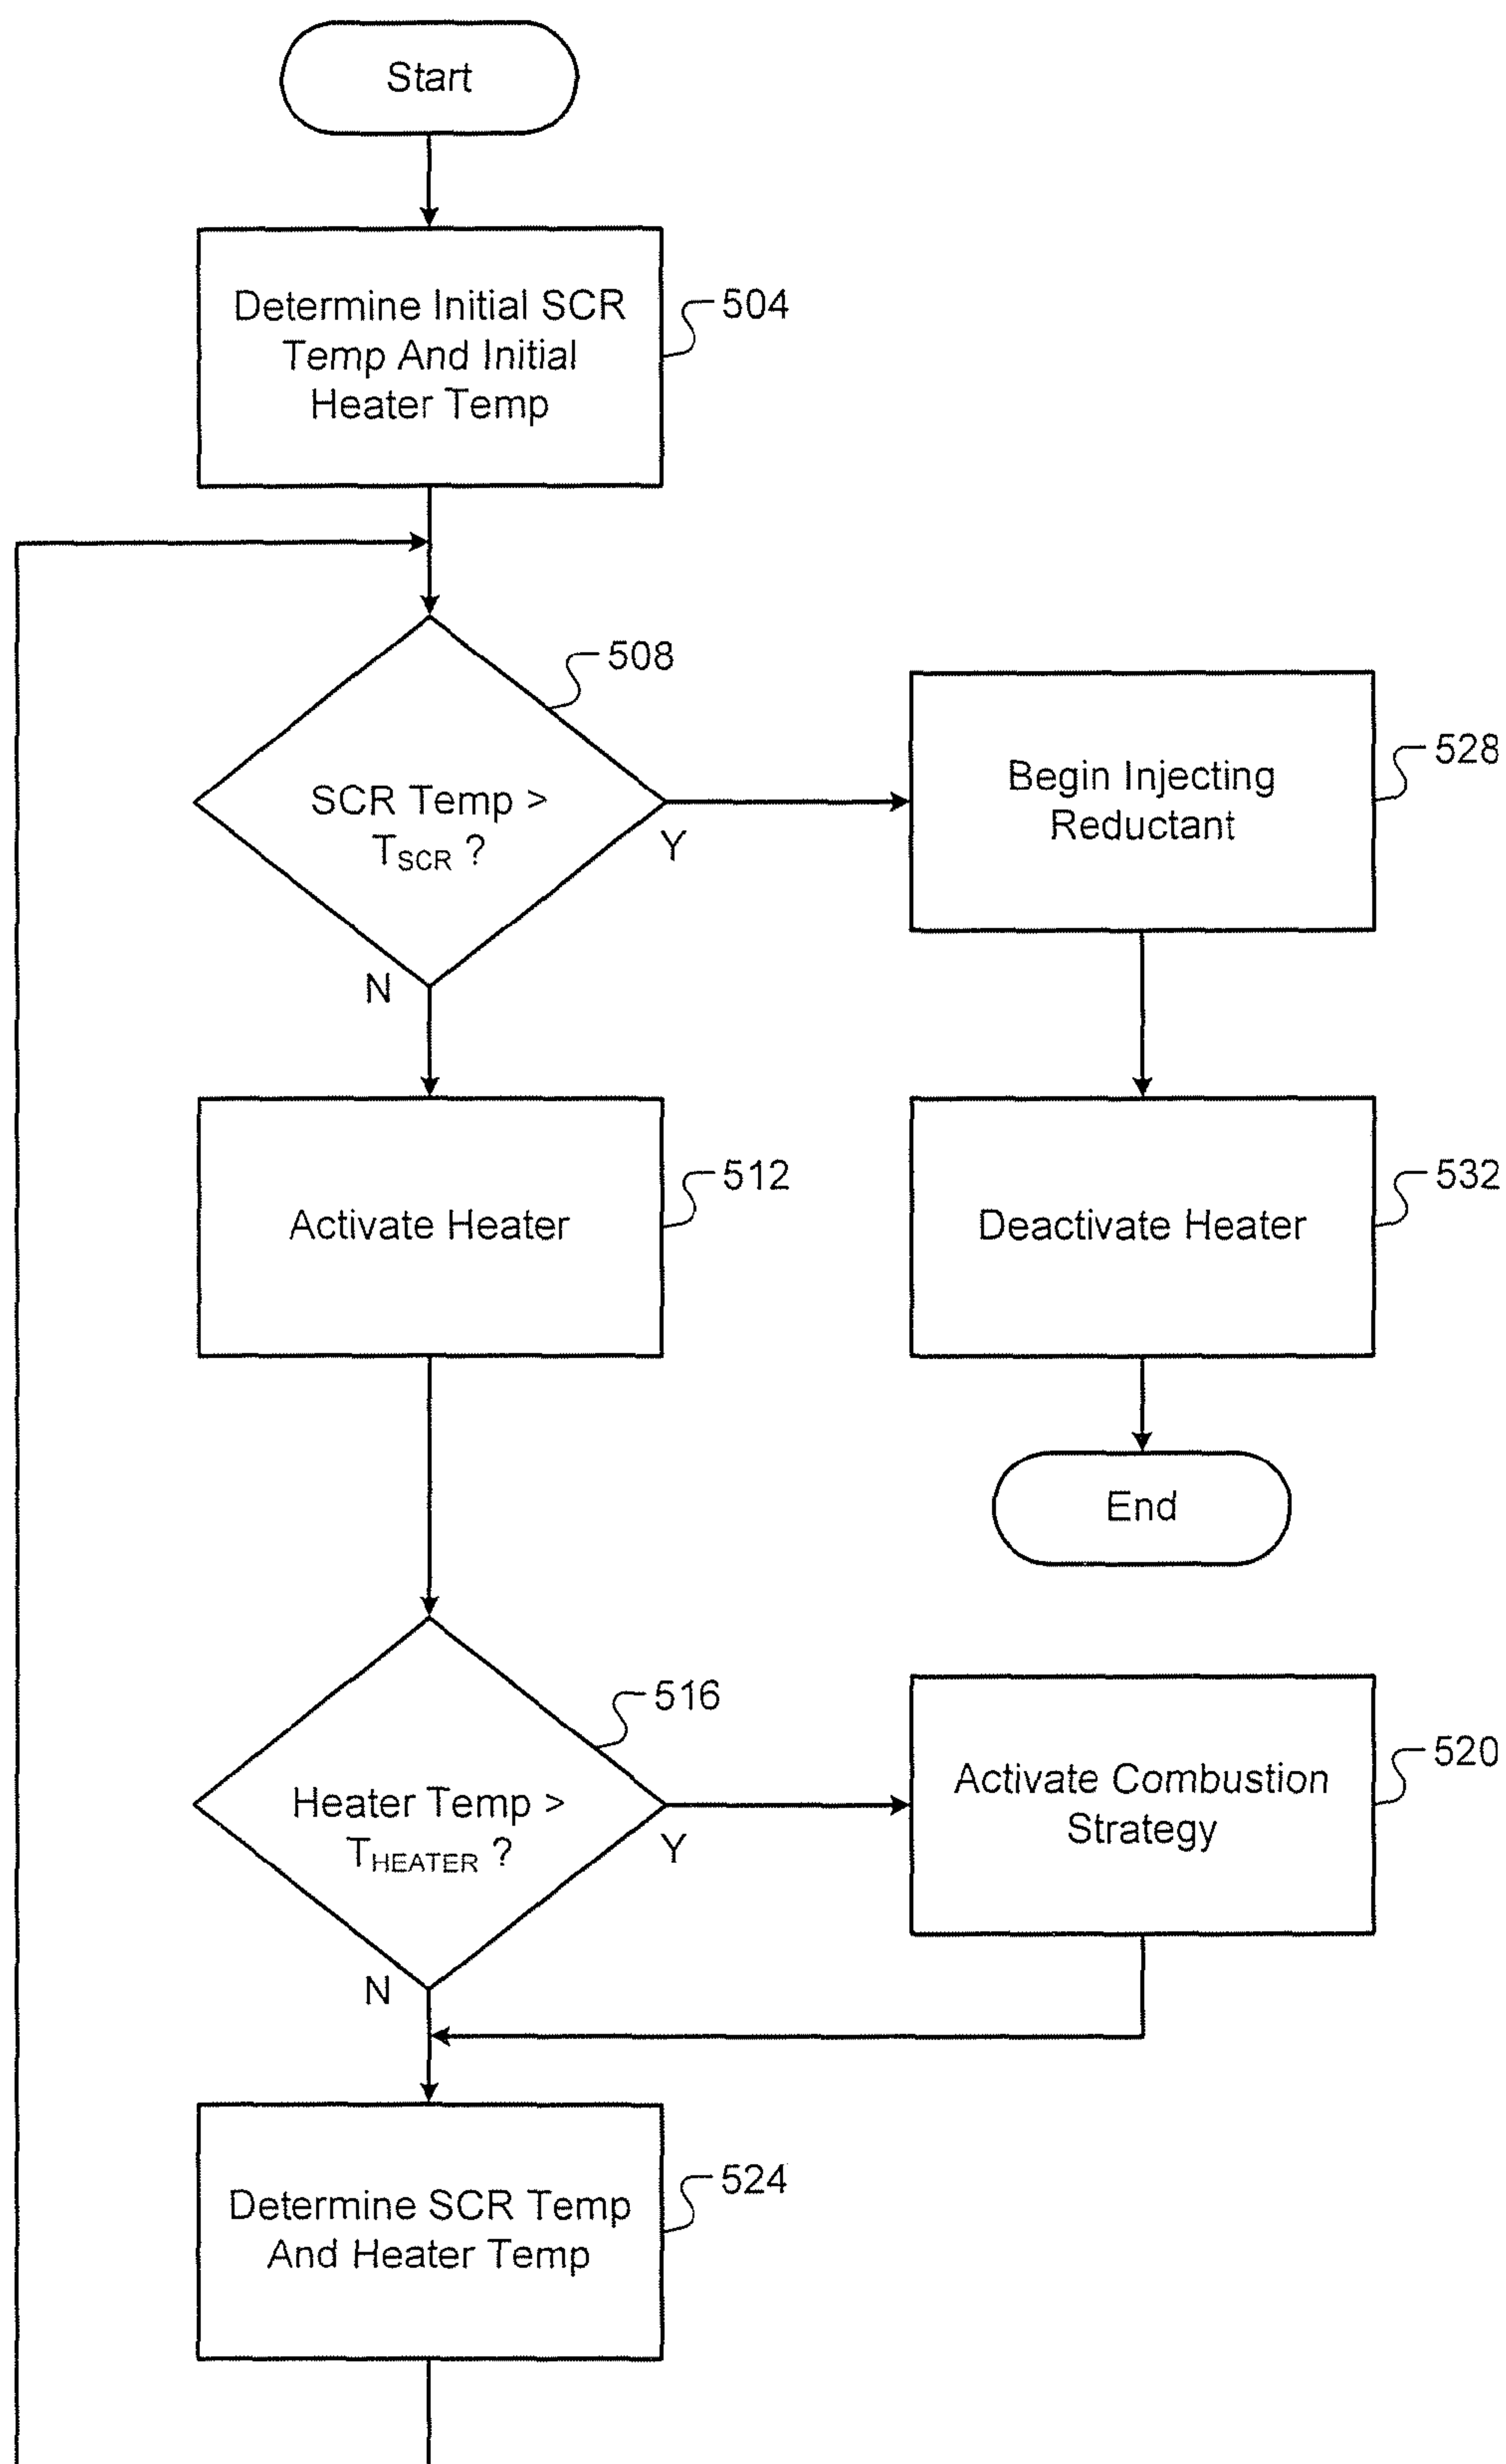 Start
Determine Initial SCR
Temp And Initial
Heater Temp
504
508
SCR Temp >
T_SCR ?
Y
N
Begin Injecting
Reductant
528
Activate Heater
512
Deactivate Heater
532
End
516
Heater Temp >
T_HEATER ?
Y
N
Activate Combustion
Strategy
520
Determine SCR Temp
And Heater Temp
524